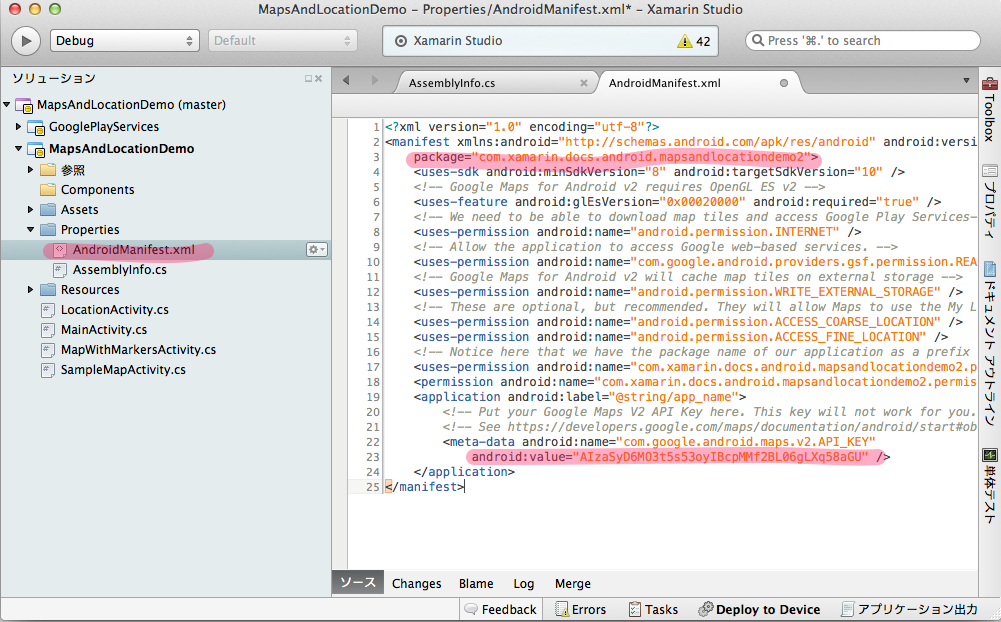 MapsAndLocationDemo – Properties/AndroidManifest.xml* – Xamarin Studio
Debug
Default
Xamarin Studio
42
Press '⌘.' to search
ソリューション
MapsAndLocationDemo (master)
GooglePlayServices
MapsAndLocationDemo
参照
Components
Assets
Properties
AndroidManifest.xml
AssemblyInfo.cs
Resources
LocationActivity.cs
MainActivity.cs
MapWithMarkersActivity.cs
SampleMapActivity.cs
AssemblyInfo.cs
AndroidManifest.xml
1 <?xml version="1.0" encoding="utf-8"?>
2 <manifest xmlns:android="http://schemas.android.com/apk/res/android" android:versi
3 package="com.xamarin.docs.android.mapsandlocationdemo2">
4 <uses-sdk android:minSdkVersion="8" android:targetSdkVersion="10" />
5 <!-- Google Maps for Android v2 requires OpenGL ES v2 -->
6 <uses-feature android:glEsVersion="0x00020000" android:required="true" />
7 <!-- We need to be able to download map tiles and access Google Play Services-
8 <uses-permission android:name="android.permission.INTERNET" />
9 <!-- Allow the application to access Google web-based services. -->
10 <uses-permission android:name="com.google.android.providers.gsf.permission.REA
11 <!-- Google Maps for Android v2 will cache map tiles on external storage -->
12 <uses-permission android:name="android.permission.WRITE_EXTERNAL_STORAGE" />
13 <!-- These are optional, but recommended. They will allow Maps to use the My L
14 <uses-permission android:name="android.permission.ACCESS_COARSE_LOCATION" />
15 <uses-permission android:name="android.permission.ACCESS_FINE_LOCATION" />
16 <!-- Notice here that we have the package name of our application as a prefix
17 <uses-permission android:name="com.xamarin.docs.android.mapsandlocationdemo2.p
18 <permission android:name="com.xamarin.docs.android.mapsandlocationdemo2.permis
19 <application android:label="@string/app_name">
20 <!-- Put your Google Maps V2 API Key here. This key will not work for you.
21 <!-- See https://developers.google.com/maps/documentation/android/start#ob
22 <meta-data android:name="com.google.android.maps.v2.API_KEY"
23 android:value="AIzaSyD6MO3t5s53oyIBcpMMf2BL06gLXq58aGU" />
24 </application>
25 </manifest>
Toolbox
プロパティ
ドキュメント アウトライン
単体テスト
ソース
Changes
Blame
Log
Merge
Feedback
Errors
Tasks
Deploy to Device
アプリケーション出力